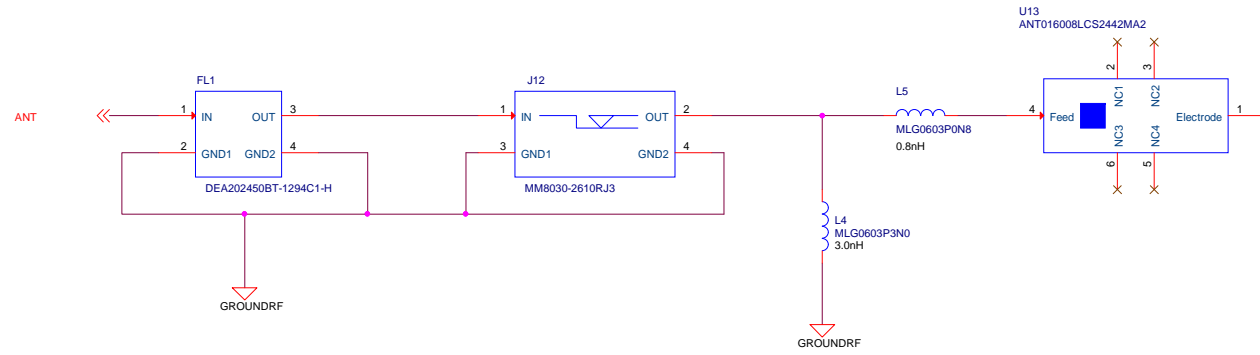 U13
ANT016008LCS2442MA2
FL1
J12
L5
ANT
1
IN
OUT
3
1
IN
OUT
2
4
Feed
NC1
NC2
NC3
NC4
Electrode
1
2
3
6
5
2
GND1
GND2
4
3
GND1
GND2
4
MLG0603P0N8
0.8nH
DEA202450BT-1294C1-H
MM8030-2610RJ3
L4
MLG0603P3N0
3.0nH
GROUNDRF
GROUNDRF